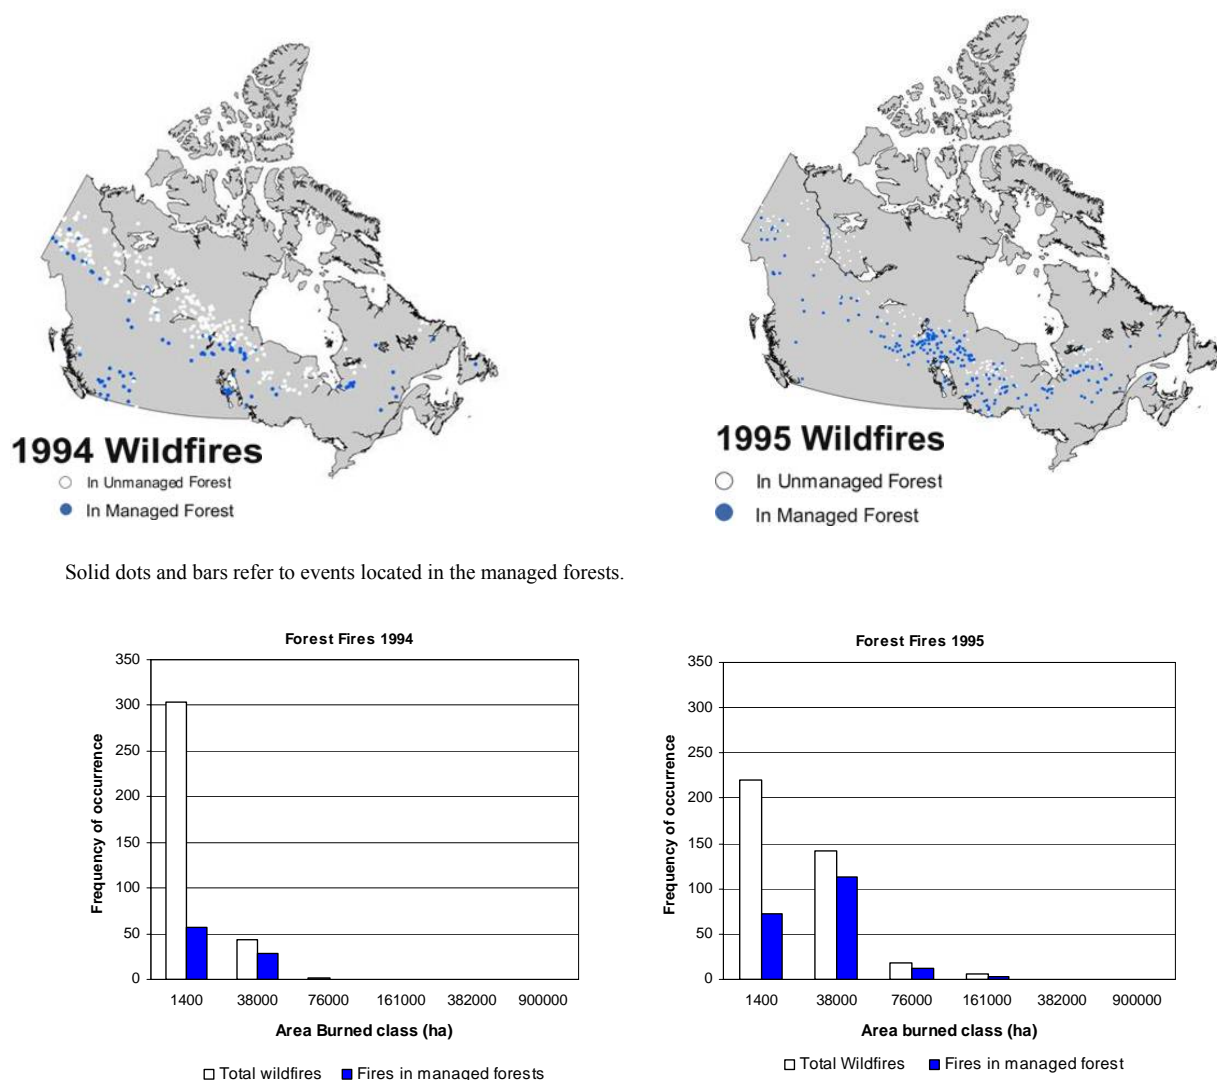 1994 Wildfires
In Unmanaged Forest
In Managed Forest
1995 Wildfires
In Unmanaged Forest
In Managed Forest
Solid dots and bars refer to events located in the managed forests.
Forest Fires 1994
Frequency of occurrence
350
300
250
200
150
100
50
0
1400 38000 76000 161000 382000 900000
Area Burned class (ha)
Total wildfires Fires in managed forests
Forest Fires 1995
Frequency of occurrence
350
300
250
200
150
100
50
0
1400 38000 76000 161000 382000 900000
Area burned class (ha)
Total Wildfires Fires in managed forest